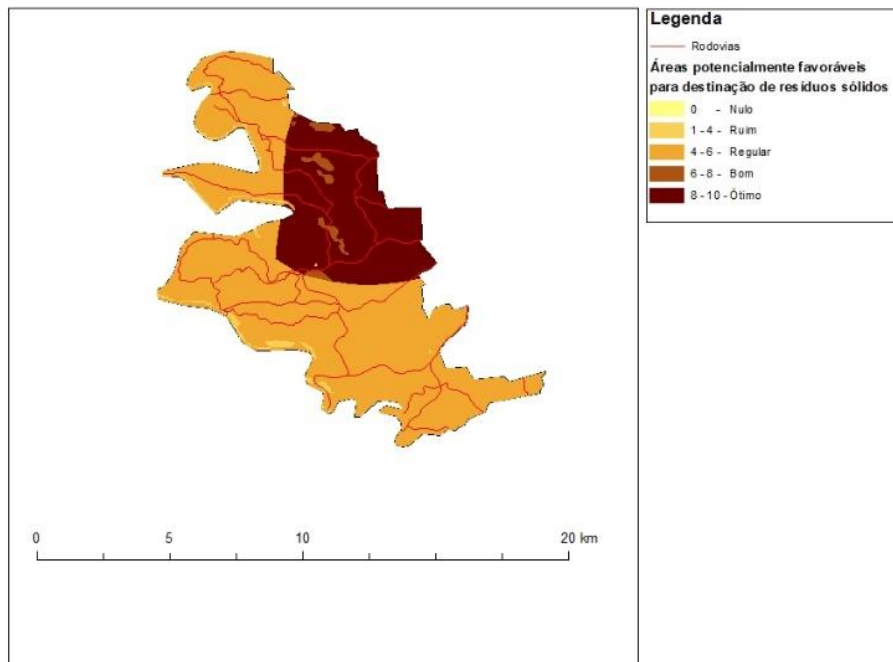 Legenda
Rodovias
Áreas potencialmente favoráveis
para destinação de resíduos sólidos
0 - Nulo
1 - 4 - Ruim
4 - 6 - Regular
6 - 8 - Bom
8 - 10 - Ótimo
0 5 10 20 km